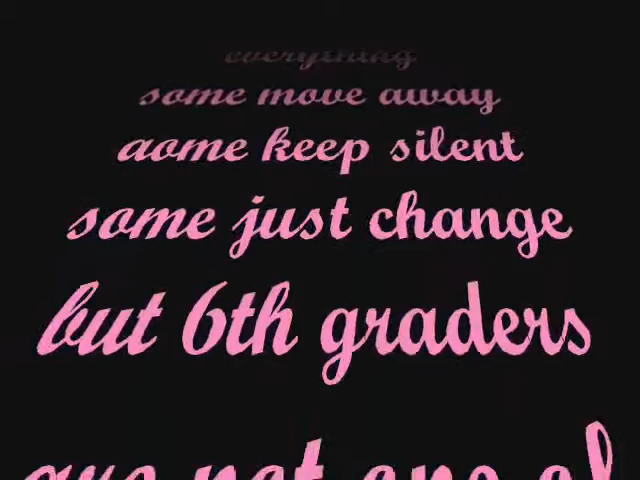 everything
some move away
aome keep silent
some just change
but 6th graders
are not one of